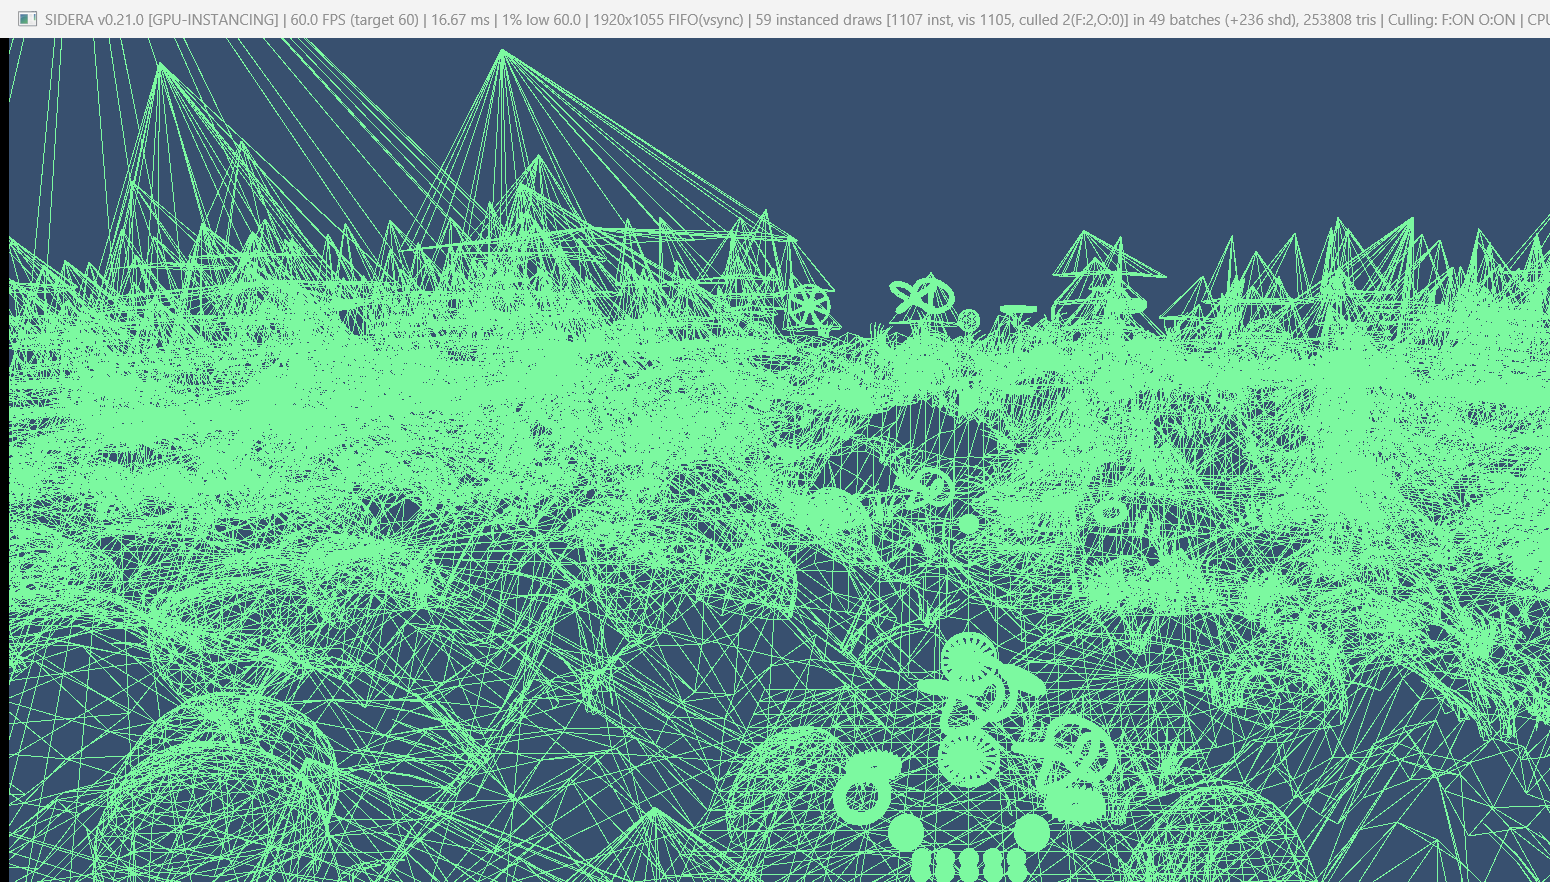 SIDERA v0.21.0 [GPU-INSTANCING] | 60.0 FPS (target 60) | 16.67 ms | 1% low 60.0 | 1920x1055 FIFO(vsync) | 59 instanced draws [1107 inst, vis 1105, culled 2(F:2,O:0)] in 49 batches (+236 shd), 253808 tris | Culling: F:ON O:ON | CPU